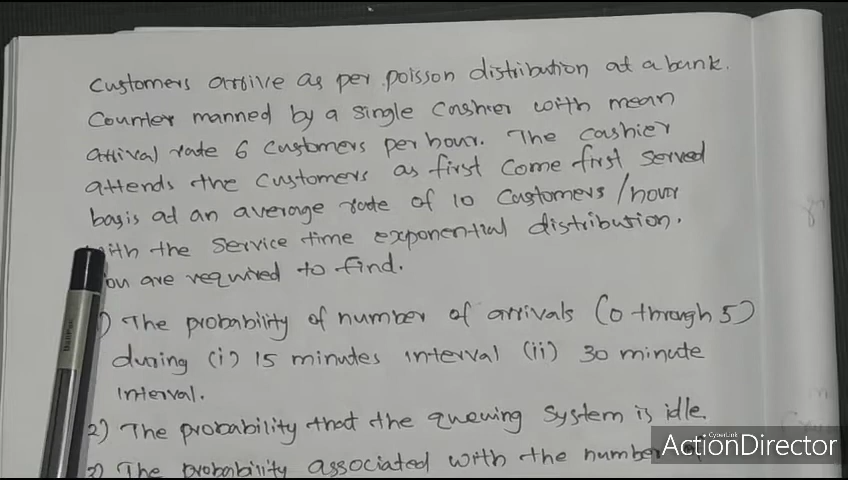 customers arrive as per poisson distribution at a bank.
Counter manned by a single Cashier with mean
arrival rate 6 customers per hour. The cashier
attends the customers as first come first served
basis at an average rate of 10 customers/hour
with the service time exponential distribution.
ou are required to find.
) The probability of number of arrivals (0 through 5)
during (i) 15 minutes interval (ii) 30 minute
Interval.
2) The probability that the queuing system is idle.
The probability associated with the number of
CyberLink
ActionDirector